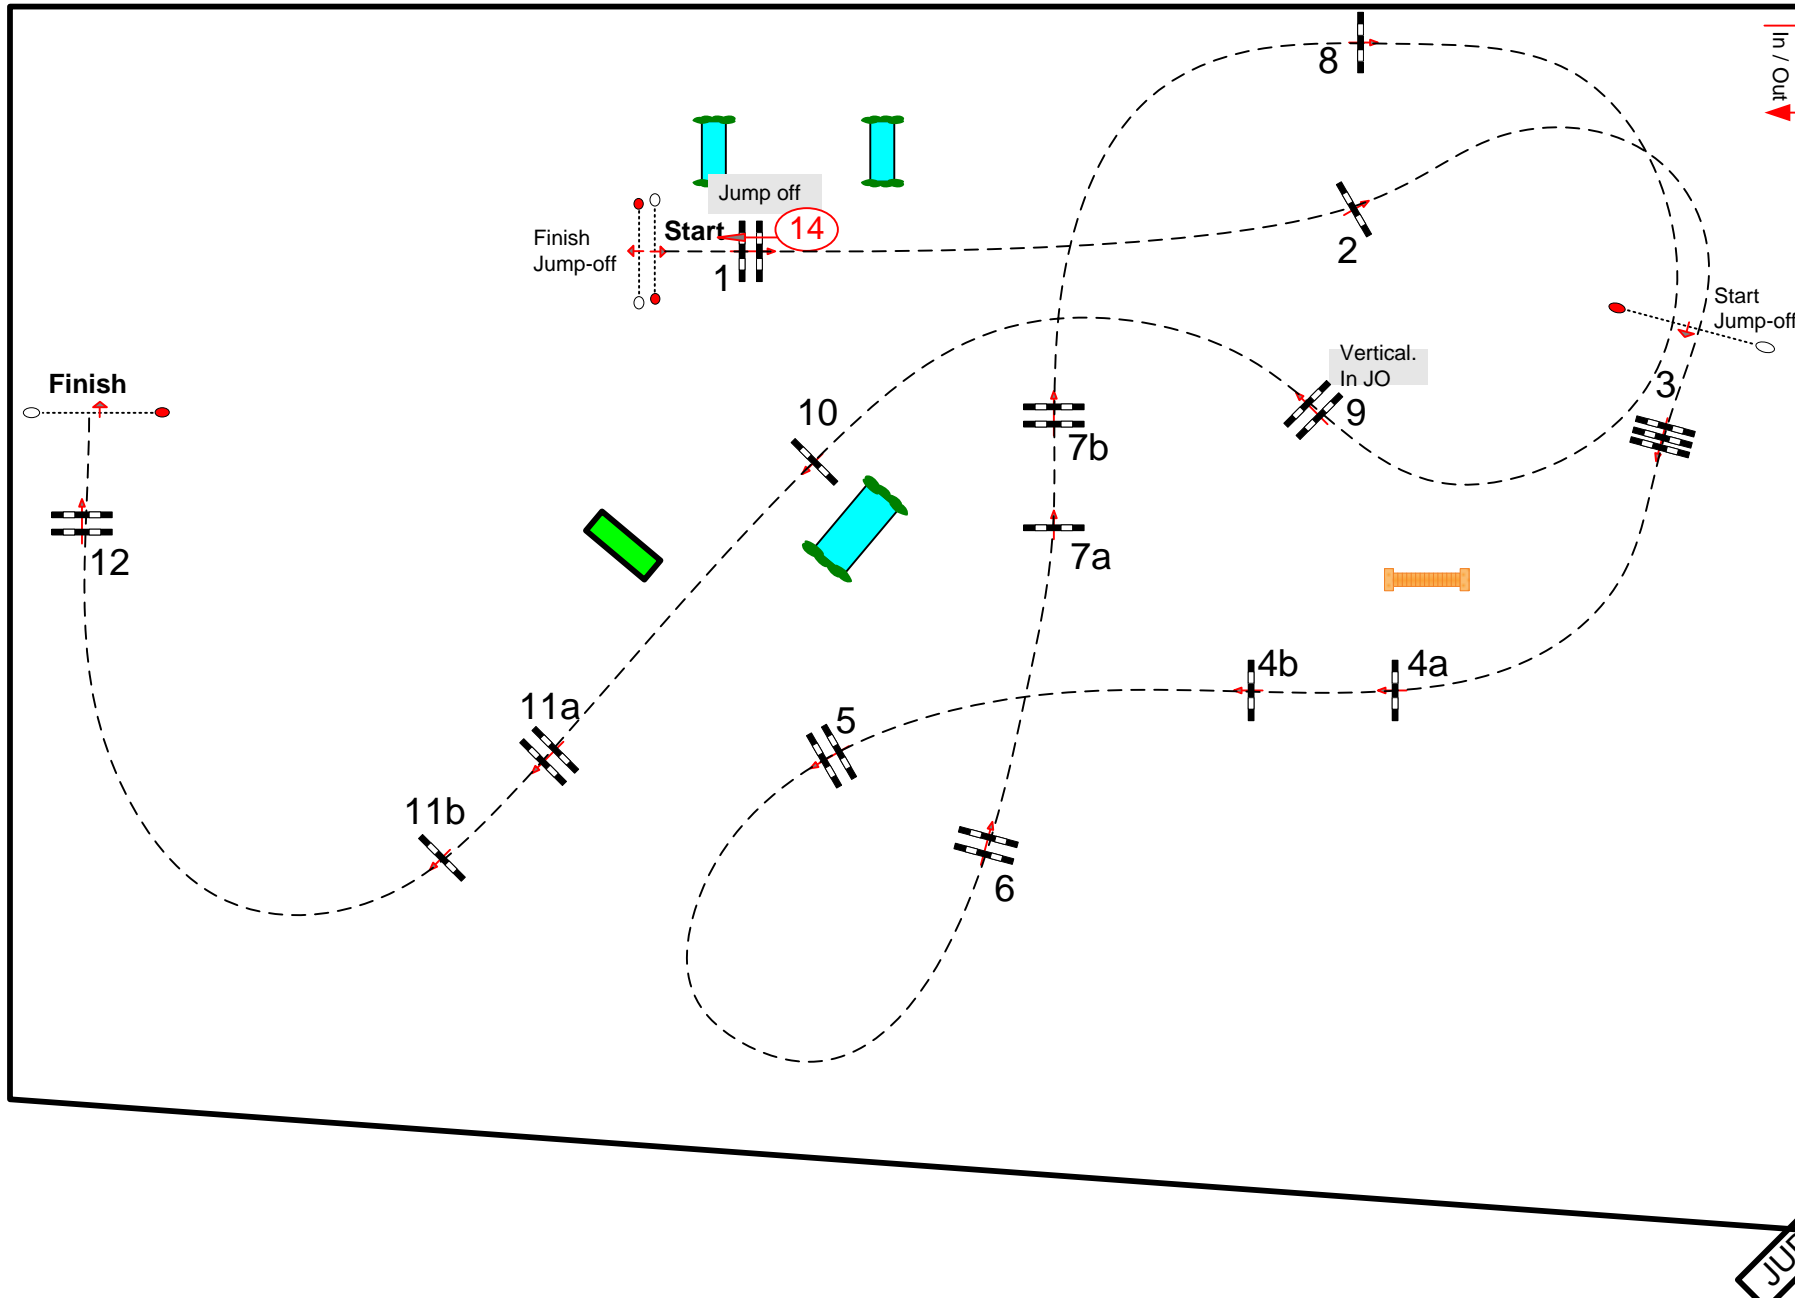 8
In / Out
Jump off
14
Start
Finish
Jump-off
1
2
Start
Jump-off
Vertical.
In JO
3
Finish
10
9
7b
12
7a
4b
4a
11a
5
11b
6